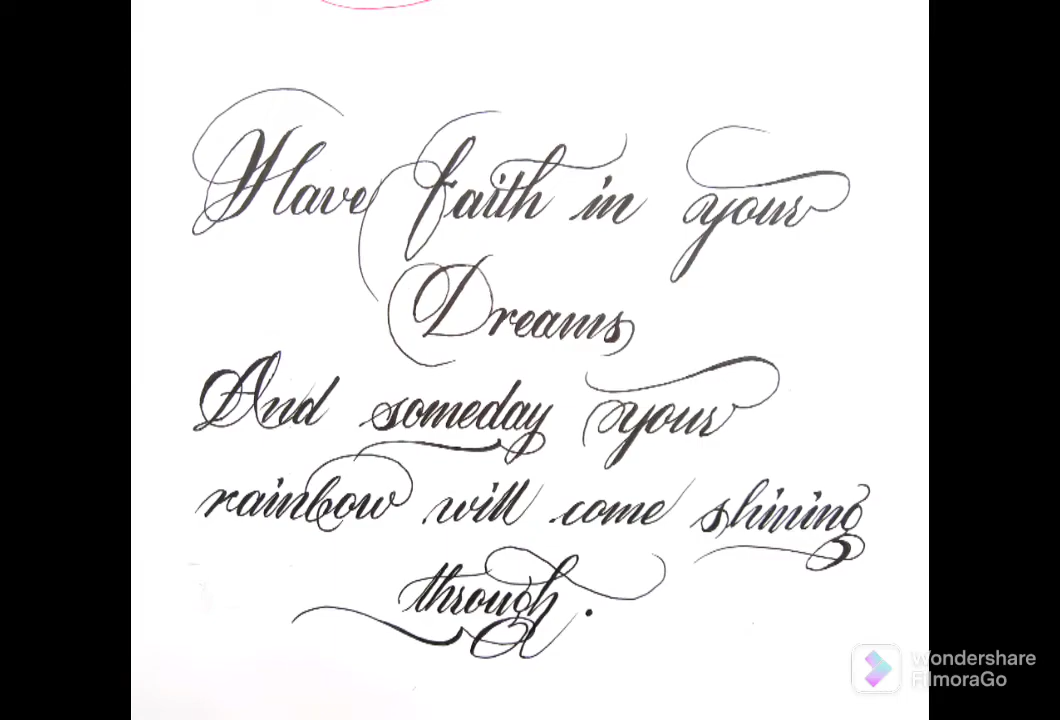 Have faith in your
Dreams
And someday your
rainbow will come shining
through.
Wondershare
FilmoraGo